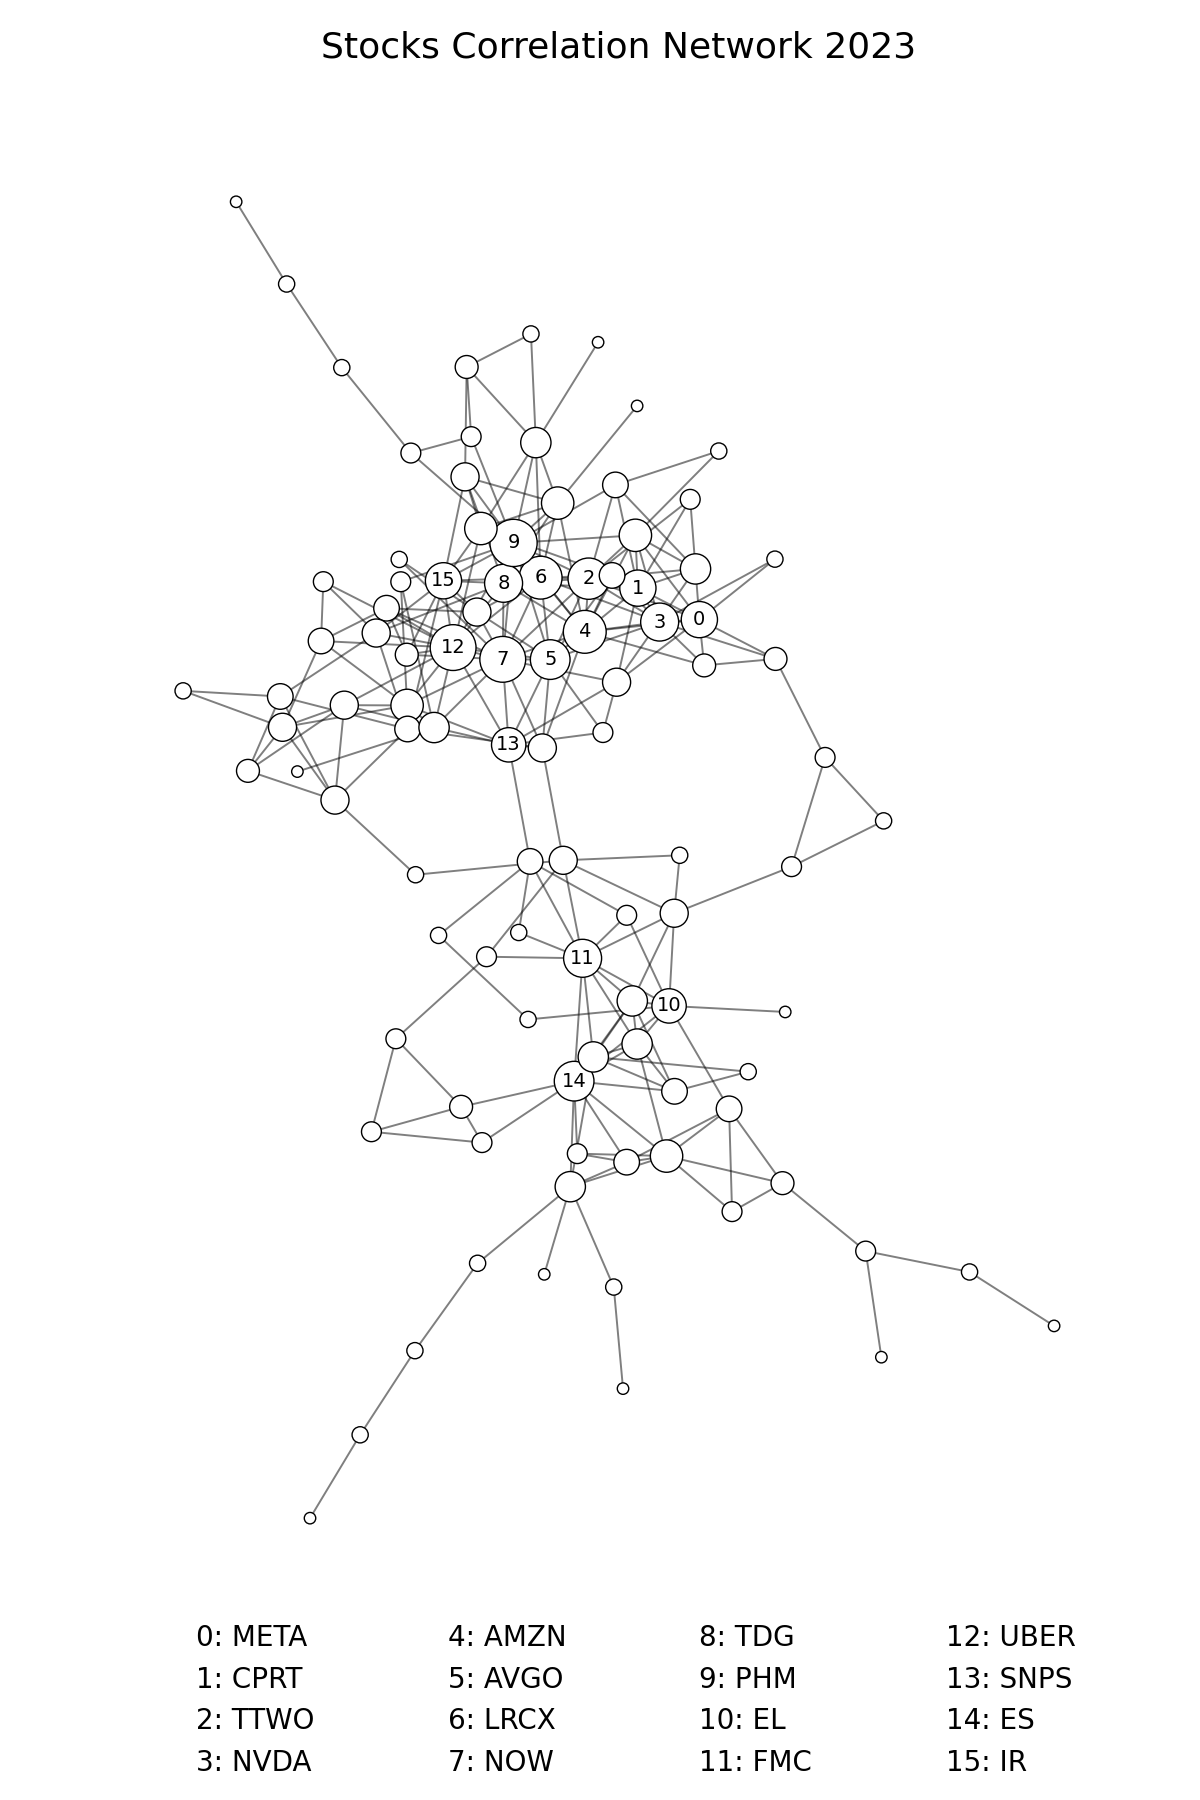 Stocks Correlation Network 2023
9
15
8
6
2
1
0
3
4
12
7
5
13
11
10
14
0: META
4: AMZN
8: TDG
12: UBER
1: CPRT
5: AVGO
9: PHM
13: SNPS
2: TTWO
6: LRCX
10: EL
14: ES
3: NVDA
7: NOW
11: FMC
15: IR